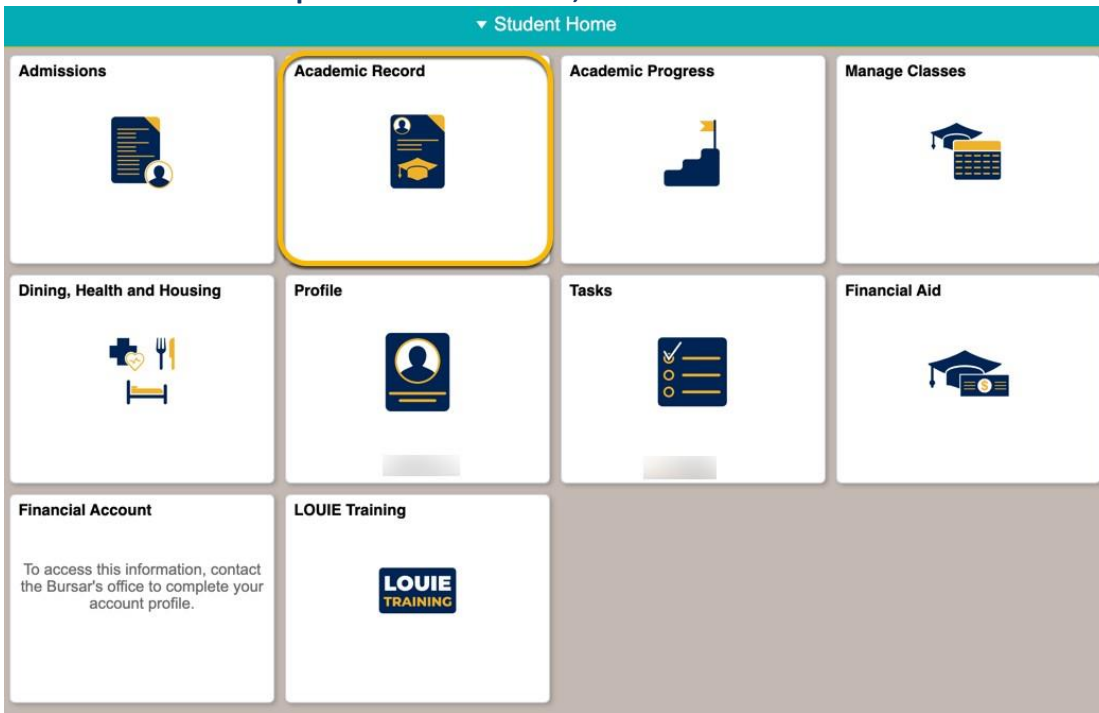 ▾ Student Home
Admissions
Academic Record
Academic Progress
Manage Classes
Dining, Health and Housing
Profile
Tasks
Financial Aid
$
Financial Account
LOUIE Training
To access this information, contact
the Bursar's office to complete your
account profile.
LOUIE
TRAINING